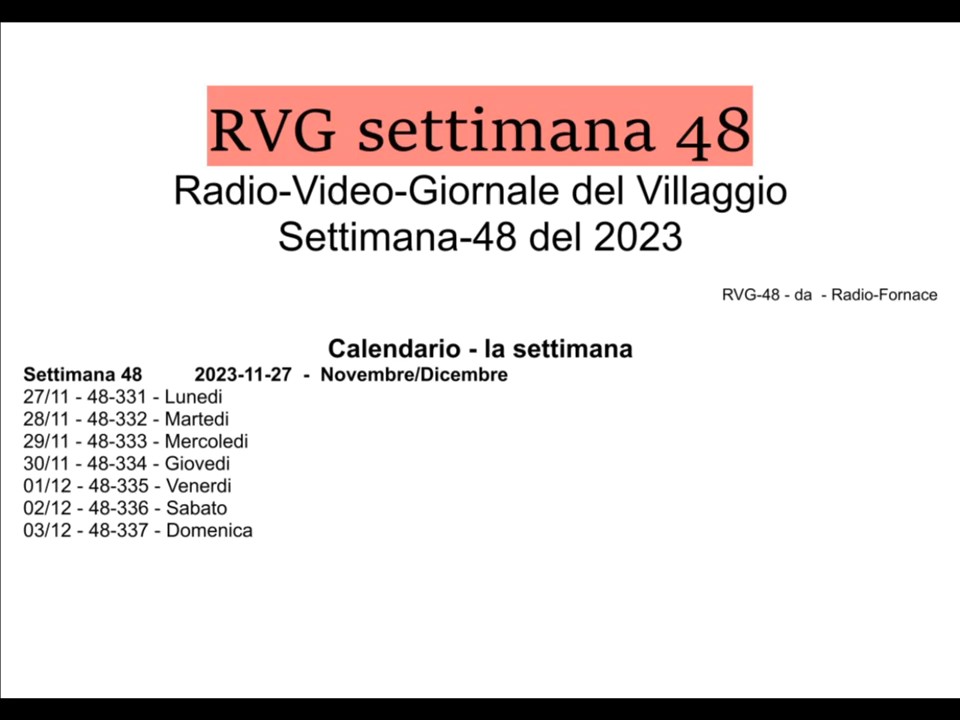 RVG settimana 48
Radio-Video-Giornale del Villaggio
Settimana-48 del 2023
RVG-48 - da - Radio-Fornace
Calendario - la settimana
Settimana 48 2023-11-27 - Novembre/Dicembre
27/11 - 48-331 - Lunedi
28/11 - 48-332 - Martedi
29/11 - 48-333 - Mercoledi
30/11 - 48-334 - Giovedi
01/12 - 48-335 - Venerdi
02/12 - 48-336 - Sabato
03/12 - 48-337 - Domenica